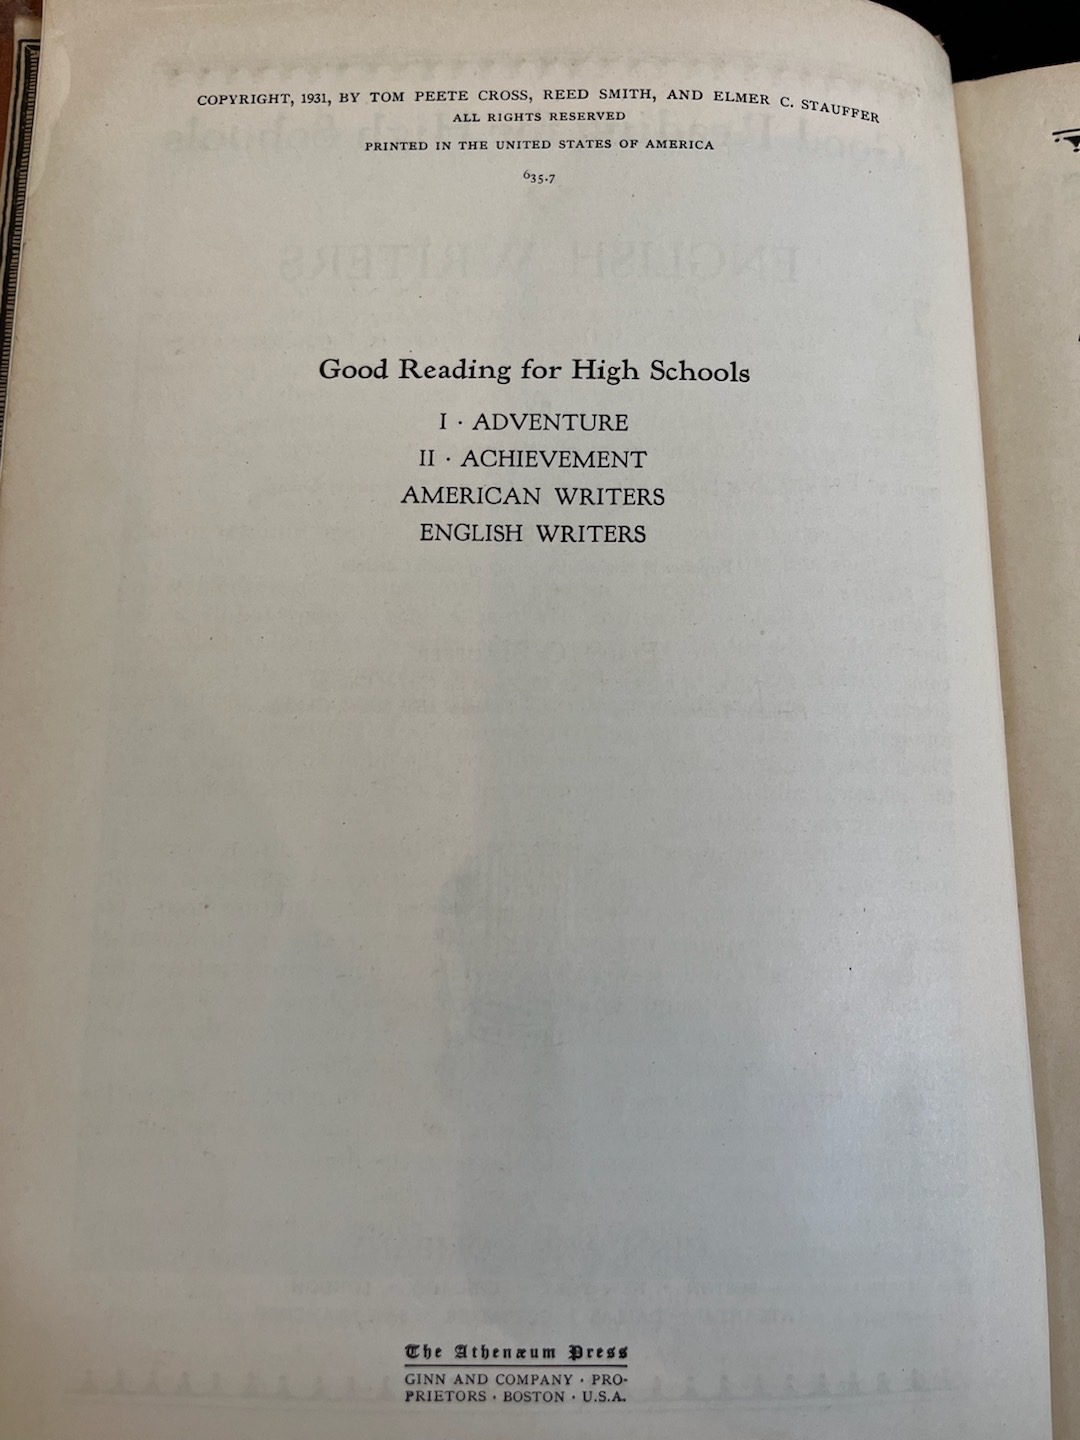 COPYRIGHT, 1931, BY TOM PEETE CROSS, REED SMITH, AND ELMER C. STAUFFER
ALL RIGHTS RESERVED
PRINTED IN THE UNITED STATES OF AMERICA
635.7
Good Reading for High Schools
I · ADVENTURE
II · ACHIEVEMENT
AMERICAN WRITERS
ENGLISH WRITERS
The Athenæum Press
GINN AND COMPANY · PRO-
PRIETORS · BOSTON · U.S.A.